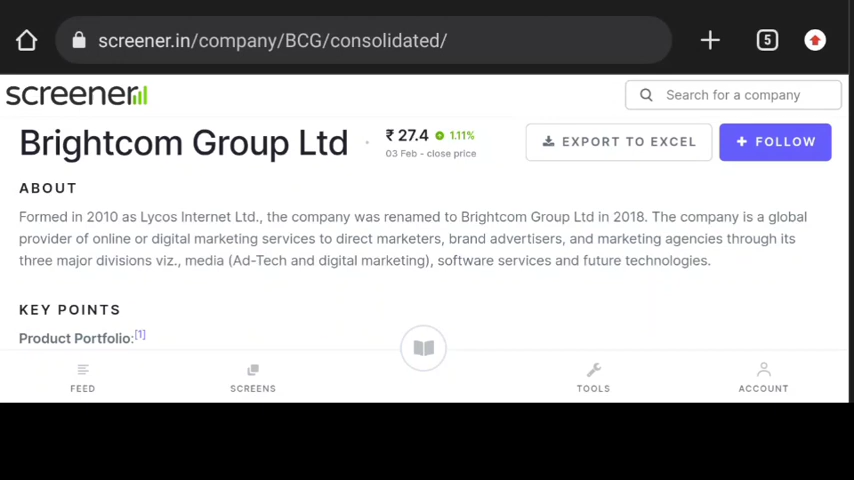 screener.in/company/BCG/consolidated/
5
screener
Search for a company
Brightcom Group Ltd
₹ 27.4 1.11%
03 Feb - close price
EXPORT TO EXCEL
+ FOLLOW
ABOUT
Formed in 2010 as Lycos Internet Ltd., the company was renamed to Brightcom Group Ltd in 2018. The company is a global
provider of online or digital marketing services to direct marketers, brand advertisers, and marketing agencies through its
three major divisions viz., media (Ad-Tech and digital marketing), software services and future technologies.
KEY POINTS
Product Portfolio:[1]
FEED
SCREENS
TOOLS
ACCOUNT